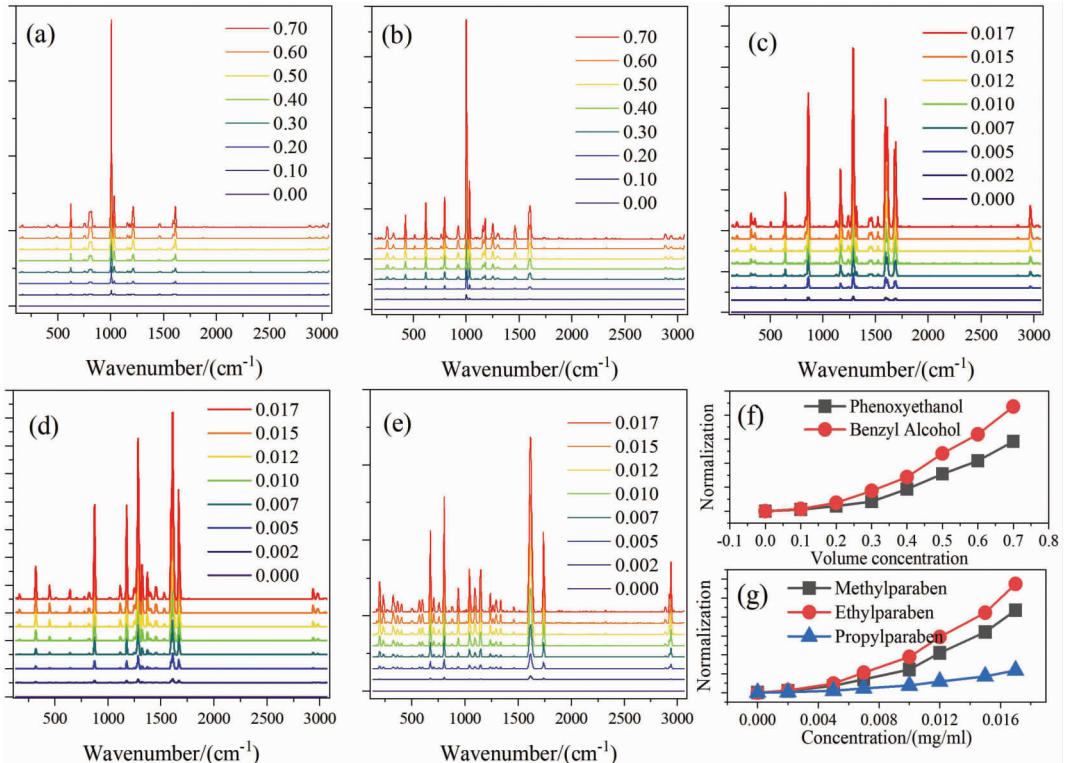 (a)
0.70
0.60
0.50
0.40
0.30
0.20
0.10
0.00
500 1000 1500 2000 2500 3000
Wavenumber/(cm⁻¹)
(b)
0.70
0.60
0.50
0.40
0.30
0.20
0.10
0.00
500 1000 1500 2000 2500 3000
Wavenumber/(cm⁻¹)
(c)
0.017
0.015
0.012
0.010
0.007
0.005
0.002
0.000
500 1000 1500 2000 2500 3000
Wavenumber/(cm⁻¹)
(d)
0.017
0.015
0.012
0.010
0.007
0.005
0.002
0.000
500 1000 1500 2000 2500 3000
Wavenumber/(cm⁻¹)
(e)
0.017
0.015
0.012
0.010
0.007
0.005
0.002
0.000
500 1000 1500 2000 2500 3000
Wavenumber/(cm⁻¹)
(f)
Phenoxyethanol
Benzyl Alcohol
Normalization
-0.1 0.0 0.1 0.2 0.3 0.4 0.5 0.6 0.7 0.8
Volume concentration
(g)
Methylparaben
Ethylparaben
Propylparaben
Normalization
0.000 0.004 0.008 0.012 0.016
Concentration/(mg/ml)